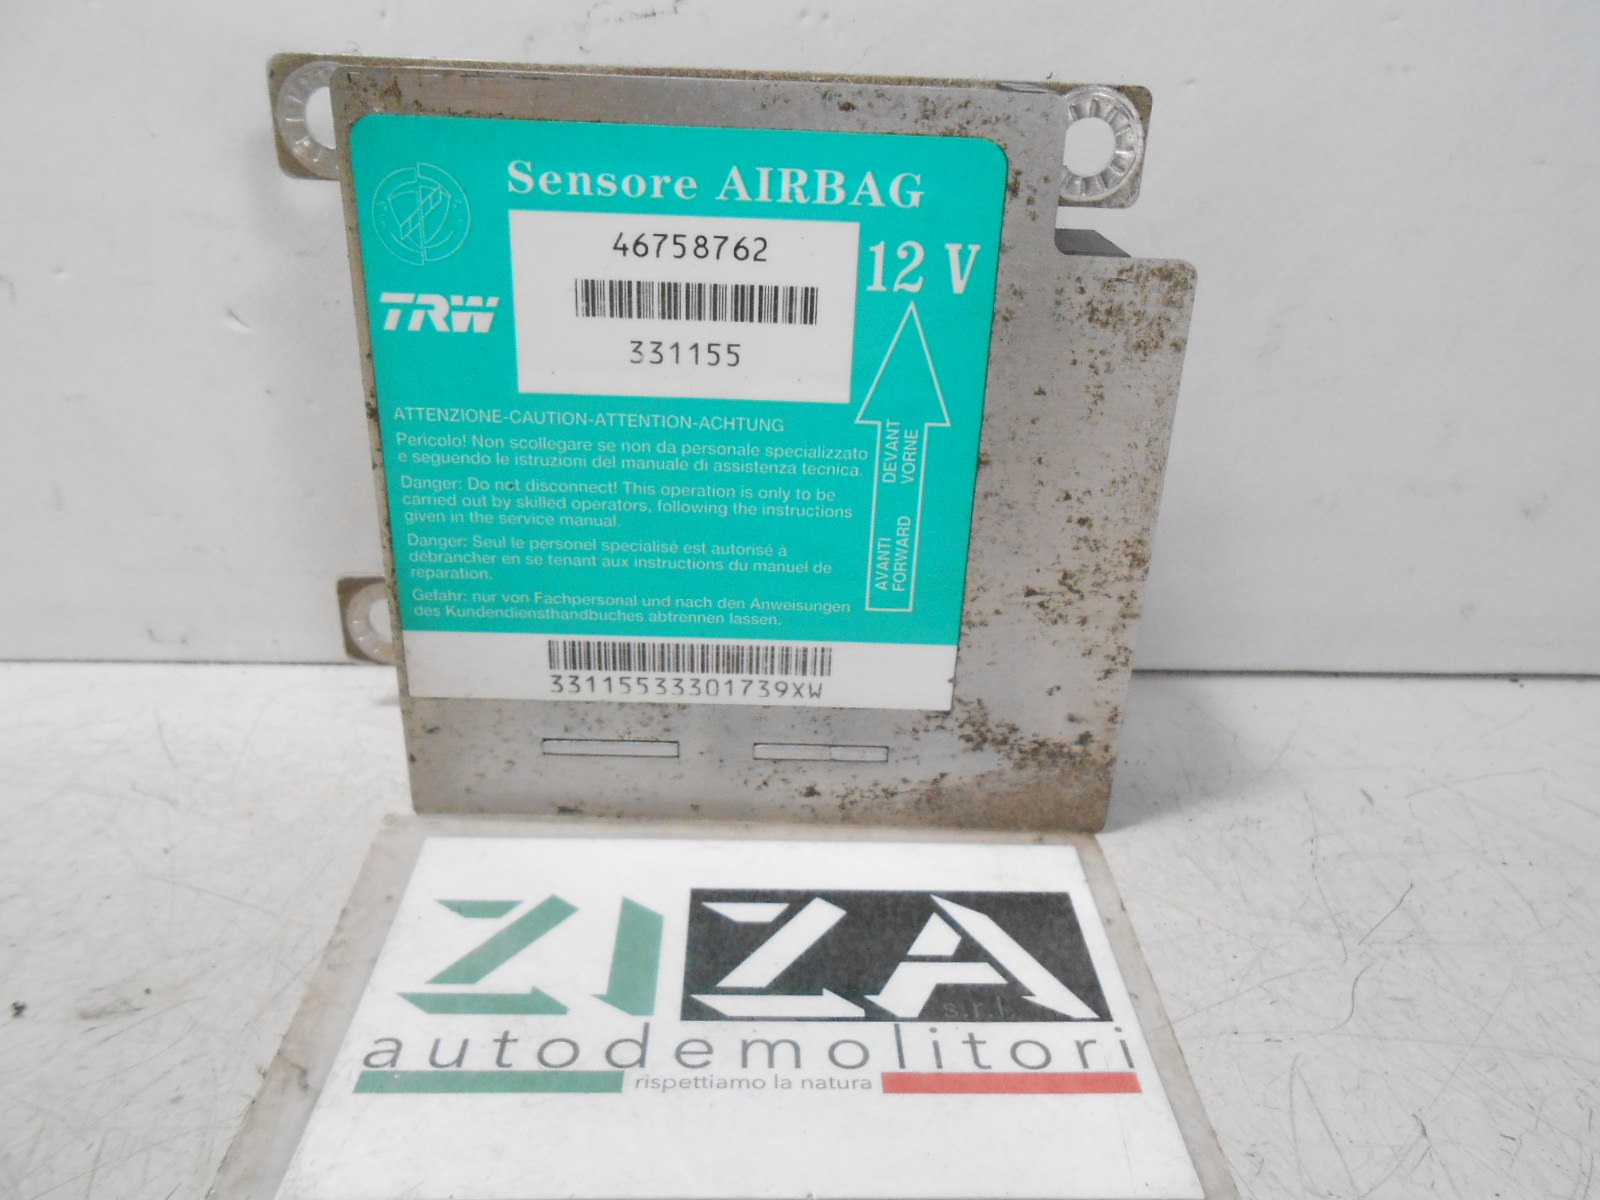 Sensore AIRBAG
46758762
12 V
TRW
331155
ATTENZIONE-CAUTION-ATTENTION-ACHTUNG
Pericolo! Non scollegare se non da personale specializzato
e seguendo le istruzioni del manuale di assistenza tecnica.
Danger: Do not disconnect! This operation is only to be
carried out by skilled operators, following the instructions
given in the service manual.
Danger: Seul le personel specialisé est autorisé à
débrancher en se tenant aux instructions du manuel de
reparation.
Gefahr: nur von Fachpersonal und nach den Anweisungen
des Kundendiensthandbuches abtrennen lassen.
AVANTI DEVANT
FORWARD VORNE
33115533301739XW
ZIZA
s.r.l.
autodemolitori
rispettiamo la natura